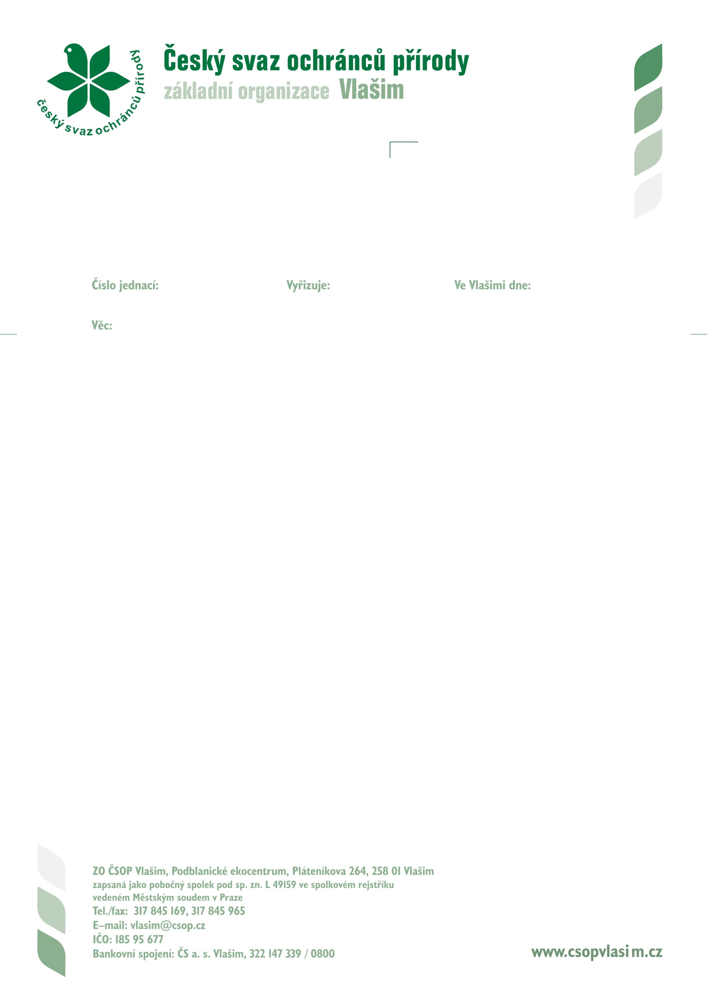 český svaz ochránců přírody
Český svaz ochránců přírody
základní organizace Vlašim
Číslo jednací: Vyřizuje: Ve Vlašimi dne:
Věc:
ZO ČSOP Vlašim, Podblanické ekocentrum, Pláteníkova 264, 258 01 Vlašim
zapsaná jako pobočný spolek pod sp. zn. L 49159 ve spolkovém rejstříku
vedeném Městským soudem v Praze
Tel./fax: 317 845 169, 317 845 965
E–mail: vlasim@csop.cz
IČO: 185 95 677
Bankovní spojení: ČS a. s. Vlašim, 322 147 339 / 0800
www.csopvlasim.cz